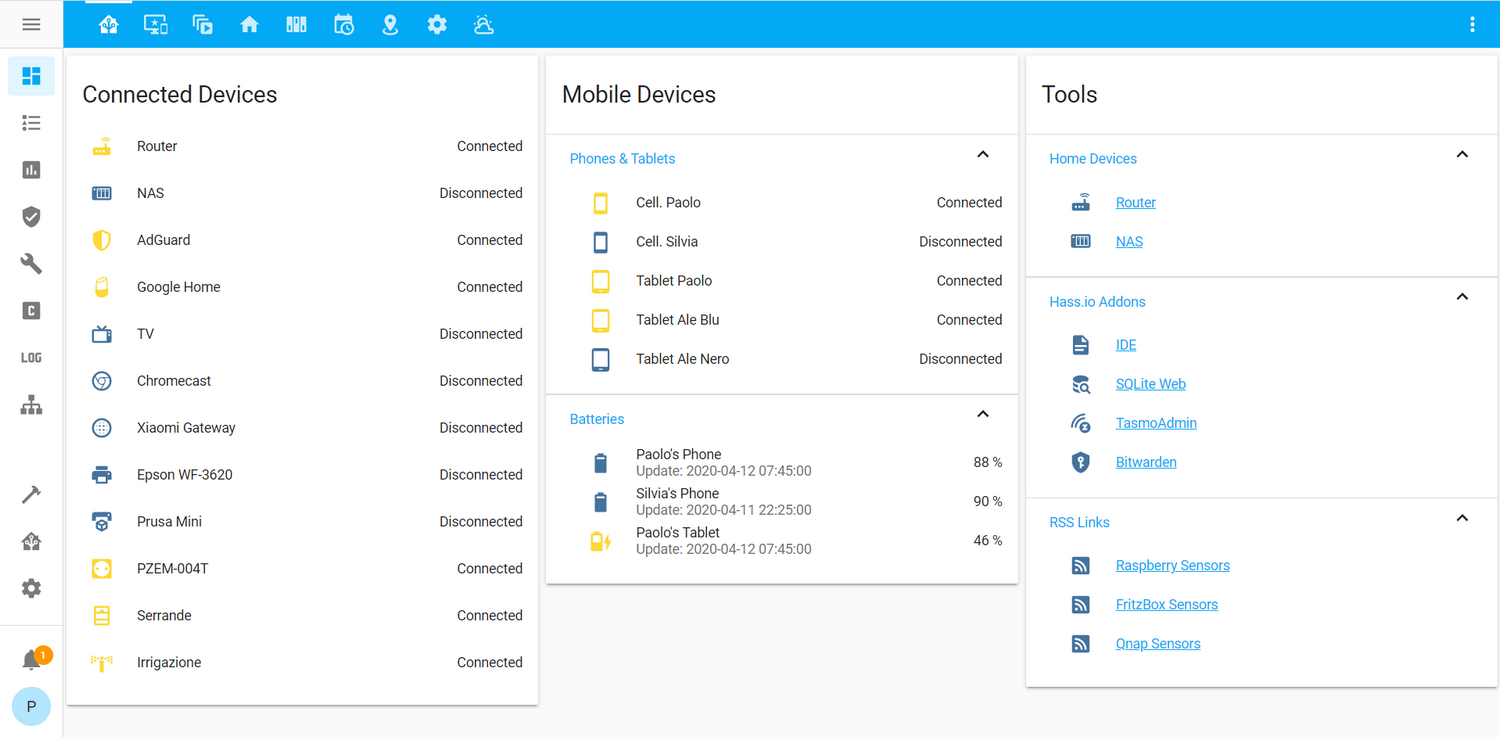 Connected Devices
Router Connected
NAS Disconnected
AdGuard Connected
Google Home Connected
TV Disconnected
Chromecast Disconnected
Xiaomi Gateway Disconnected
Epson WF-3620 Disconnected
Prusa Mini Disconnected
PZEM-004T Connected
Serrande Connected
Irrigazione Connected
Mobile Devices
Phones & Tablets
Cell. Paolo Connected
Cell. Silvia Disconnected
Tablet Paolo Connected
Tablet Ale Blu Connected
Tablet Ale Nero Disconnected
Batteries
Paolo's Phone
Update: 2020-04-12 07:45:00
88 %
Silvia's Phone
Update: 2020-04-11 22:25:00
90 %
Paolo's Tablet
Update: 2020-04-12 07:45:00
46 %
Tools
Home Devices
Router
NAS
Hass.io Addons
IDE
SQLite Web
TasmoAdmin
Bitwarden
RSS Links
Raspberry Sensors
FritzBox Sensors
Qnap Sensors
C
LOG
1
P